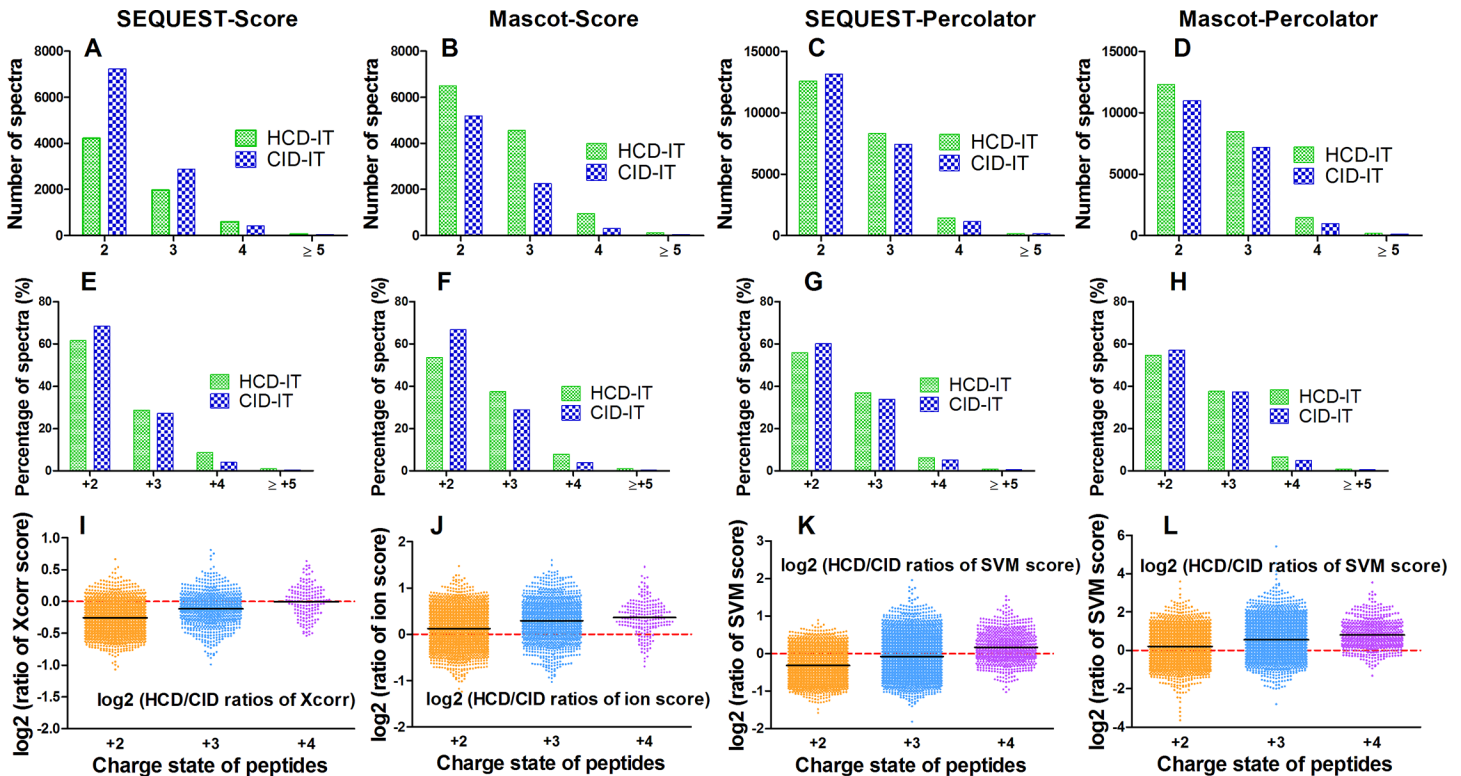 SEQUEST-Score
Mascot-Score
SEQUEST-Percolator
Mascot-Percolator
A
Number of spectra
8000
6000
4000
2000
0
HCD-IT
CID-IT
2
3
4
≥ 5
B
Number of spectra
8000
6000
4000
2000
0
HCD-IT
CID-IT
2
3
4
≥ 5
C
Number of spectra
15000
10000
5000
0
HCD-IT
CID-IT
2
3
4
≥ 5
D
Number of spectra
15000
10000
5000
0
HCD-IT
CID-IT
2
3
4
≥ 5
E
Percentage of spectra (%)
80
60
40
20
0
HCD-IT
CID-IT
+2
+3
+4
≥ +5
F
Percentage of spectra (%)
80
60
40
20
0
HCD-IT
CID-IT
+2
+3
+4
≥+5
G
Percentage of spectra (%)
80
60
40
20
0
HCD-IT
CID-IT
+2
+3
+4
≥ +5
H
Percentage of spectra (%)
80
60
40
20
0
HCD-IT
CID-IT
+2
+3
+4
≥+5
I
log2 (ratio of Xcorr score)
1.0
0.5
0.0
-0.5
-1.0
-1.5
-2.0
log2 (HCD/CID ratios of Xcorr)
+2
+3
+4
Charge state of peptides
J
log2 (ratio of ion score)
2
1
0
-1
-2
log2 (HCD/CID ratios of ion score)
+2
+3
+4
Charge state of peptides
K
log2 (ratio of SVM score)
3
2
1
0
-1
-2
log2 (HCD/CID ratios of SVM score)
+2
+3
+4
Charge state of peptides
L
log2 (ratio of SVM score)
6
4
2
0
-2
-4
log2 (HCD/CID ratios of SVM score)
+2
+3
+4
Charge state of peptides